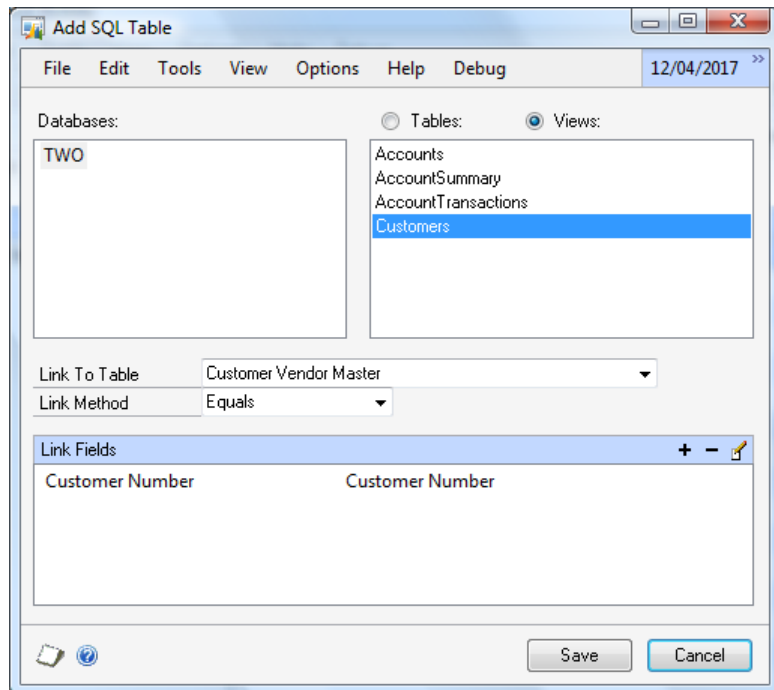 Add SQL Table
File Edit Tools View Options Help Debug 12/04/2017 »
Databases: Tables: Views:
TWO
Accounts
AccountSummary
AccountTransactions
Customers
Link To Table Customer Vendor Master
Link Method Equals
Link Fields
Customer Number Customer Number
Save Cancel